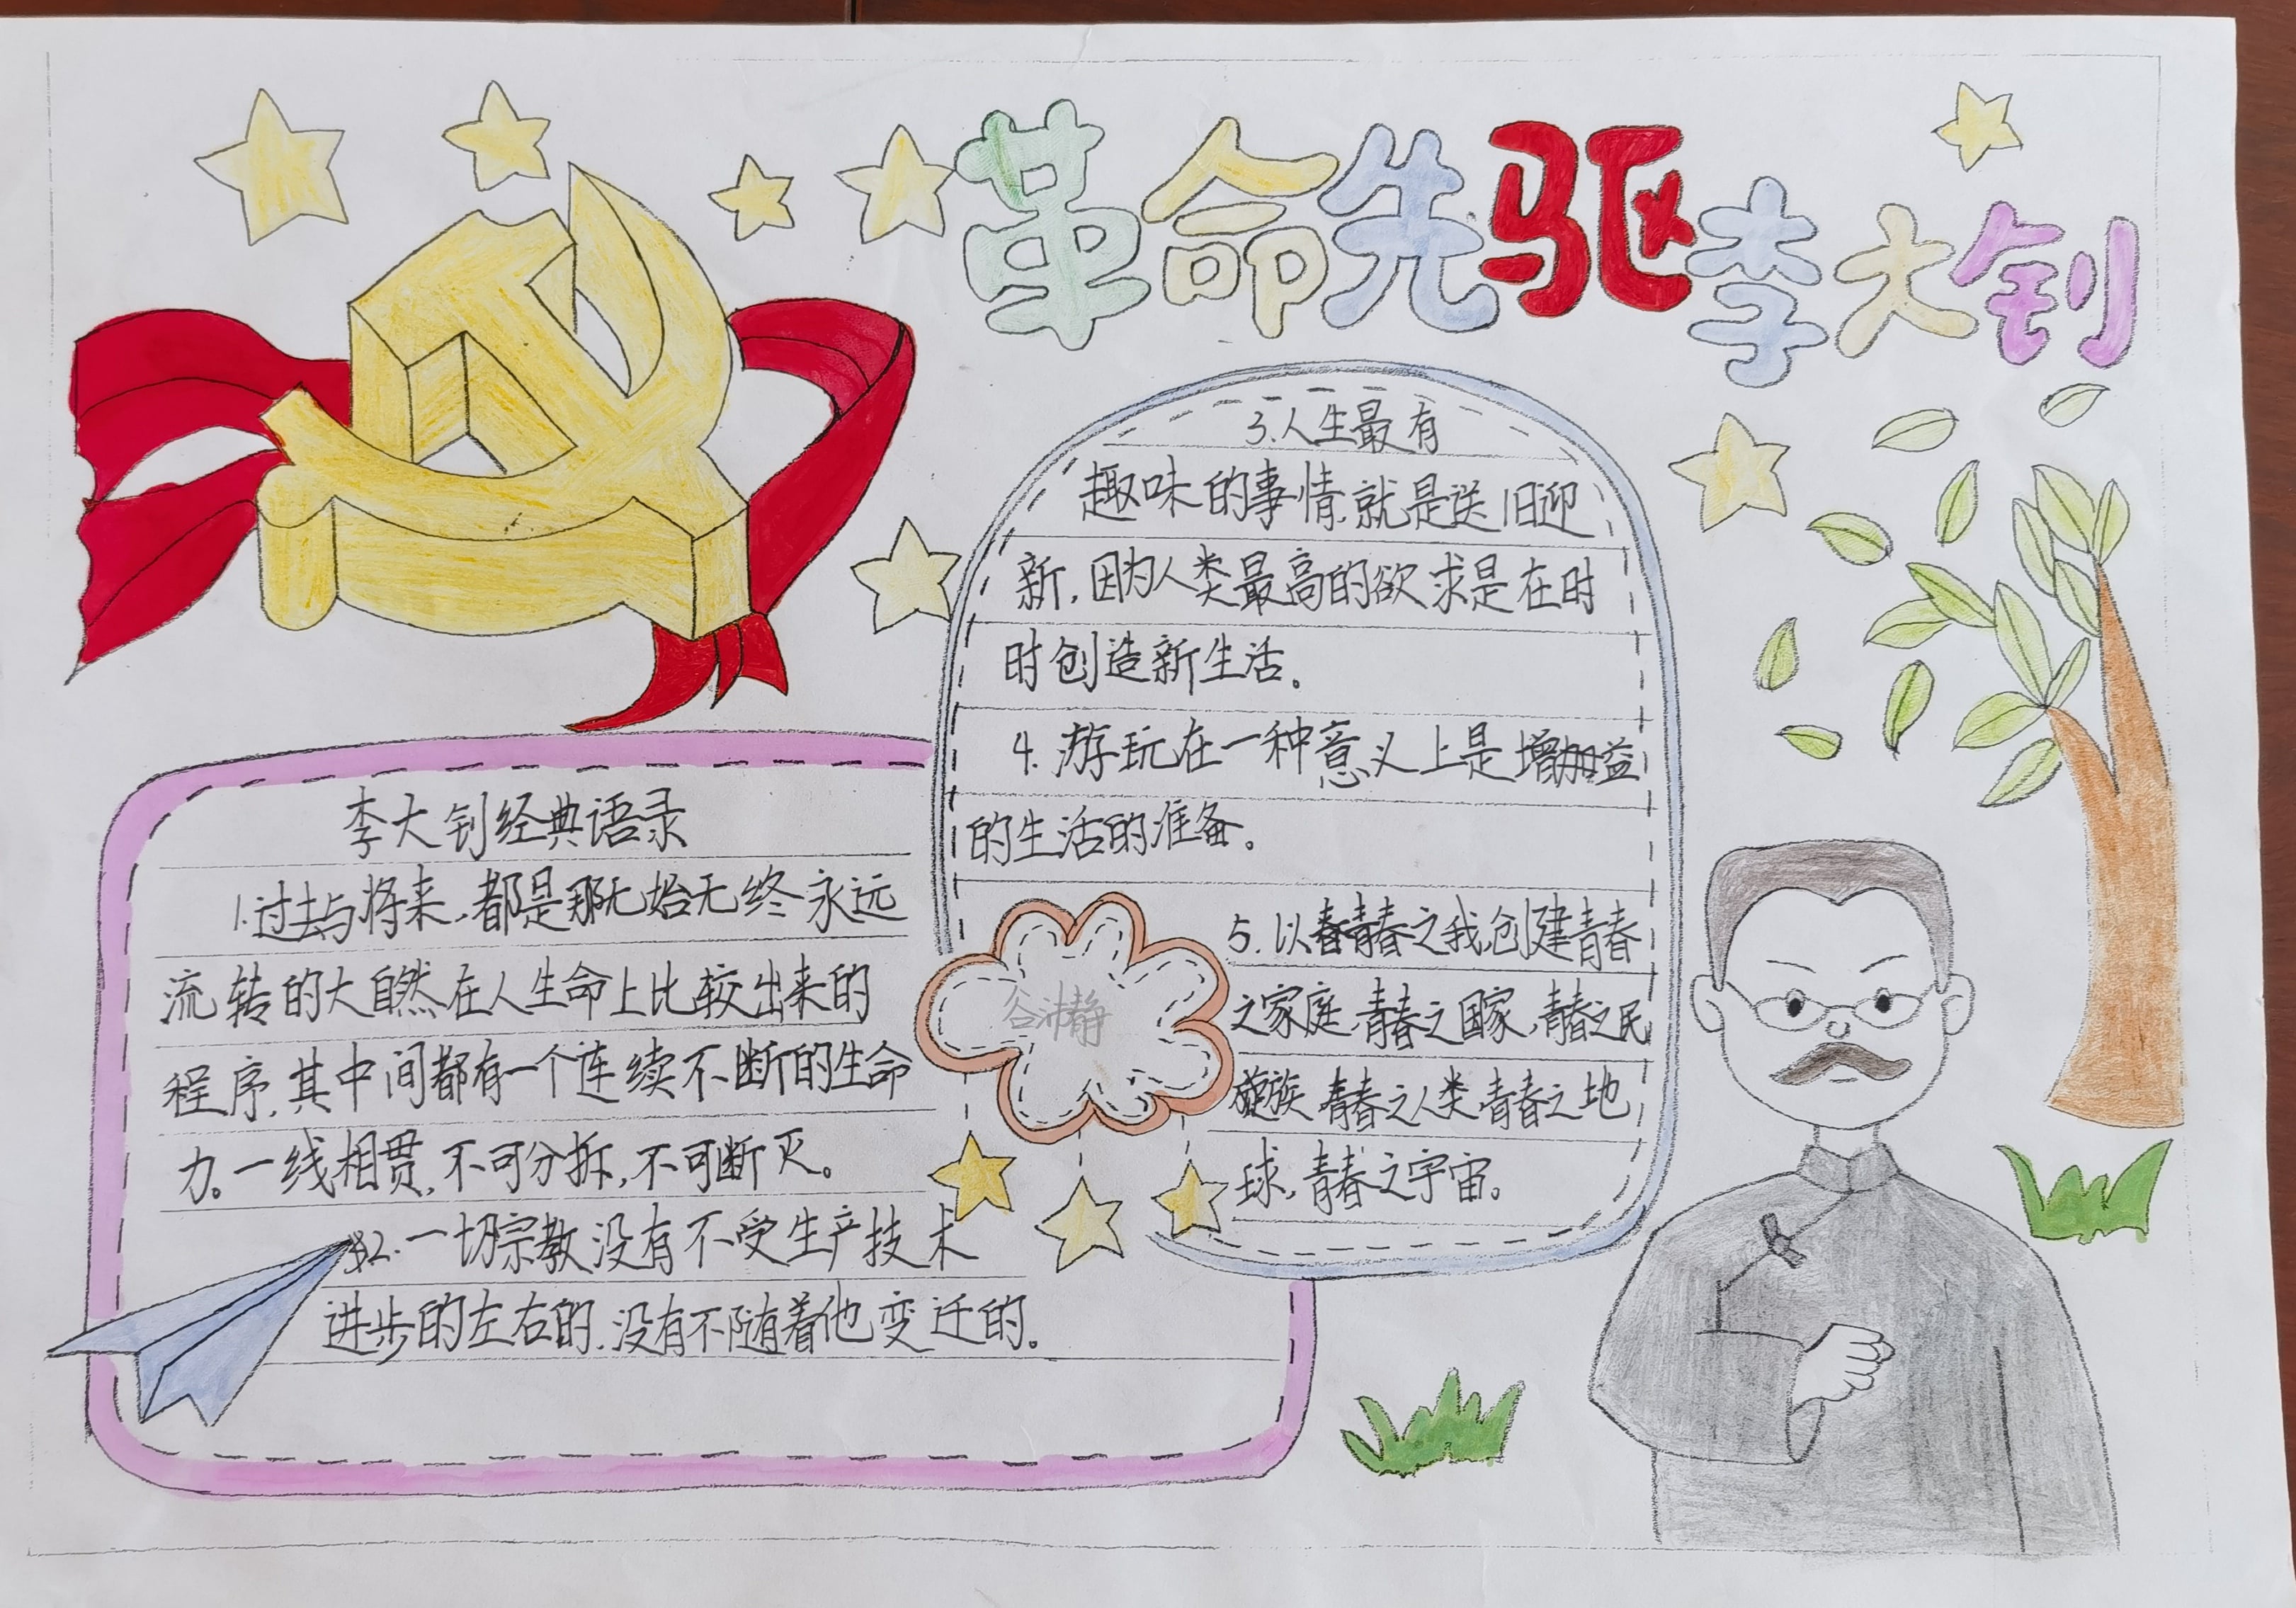 革命先驱李大钊
李大钊经典语录
1.过去与将来,都是那无始无终永远
流转的大自然在人生命上比较出来的
程序,其中间都有一个连续不断的生命
力。一线相贯,不可分拆,不可断灭。
2.一切宗教没有不受生产技术
进步的左右的,没有不随着他变迁的。
3.人生最有
趣味的事情,就是送旧迎
新,因为人类最高的欲求是在时
时创造新生活。
4.游玩在一种意义上是增加益
的生活的准备。
5.以春青春之我,创建青春
之家庭,青春之国家,青春之民
族,青春之人类,青春之地
球,青春之宇宙。